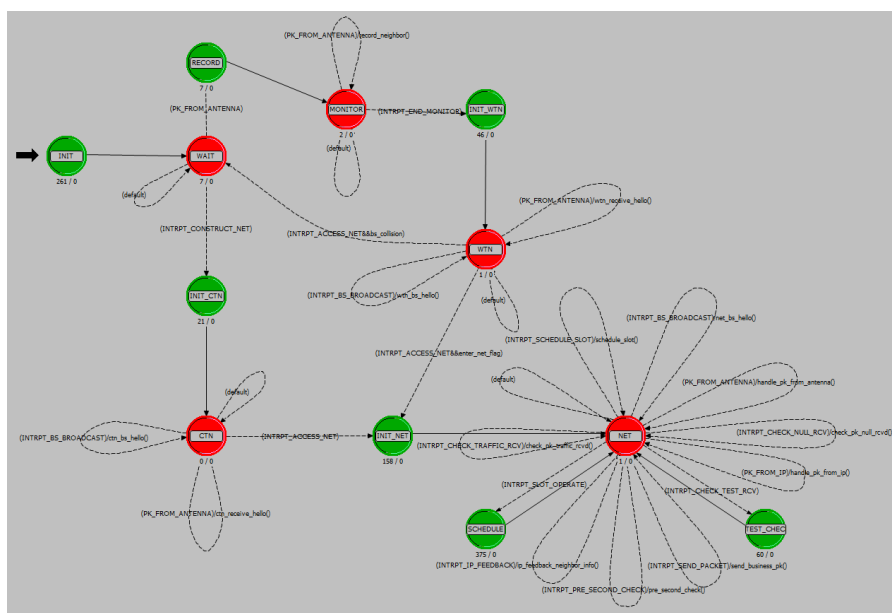 (PK_FROM_ANTENNA)/record_neighbor()
RECORD
7 / 0
MONITOR
2 / 0
(INTRPT_END_MONITOR)
INIT_WTN
46 / 0
(PK_FROM_ANTENNA)
(default)
INIT
261 / 0
WAIT
7 / 0
(default)
(PK_FROM_ANTENNA)/wtn_receive_hello()
(INTRPT_CONSTRUCT_NET)
(INTRPT_ACCESS_NET&&bs_collision)
WTN
1 / 0
(INTRPT_BS_BROADCAST)/wth_bs_hello()
(default)
INIT_CTN
21 / 0
(INTRPT_BS_BROADCAST)/net_bs_hello()
(INTRPT_SCHEDULE_SLOT)/schedule_slot()
(INTRPT_ACCESS_NET&&enter_net_flag)
(default)
(default)
(PK_FROM_ANTENNA)/handle_pk_from_antenna()
(INTRPT_BS_BROADCAST)/ctn_bs_hello()
CTN
0 / 0
(INTRPT_ACCESS_NET)
INIT_NET
158 / 0
(INTRPT_CHECK_TRAFFIC_RCV)/check_pk_traffic_rcvd()
NET
1 / 0
(INTRPT_CHECK_NULL_RCV)/check_pk_null_rcvd()
(PK_FROM_IP)/handle_pk_from_ip()
(INTRPT_SLOT_OPERATE)
(INTRPT_CHECK_TEST_RCV)
(PK_FROM_ANTENNA)/ctn_receive_hello()
SCHEDULE
375 / 0
TEST_CHEC
60 / 0
(INTRPT_IP_FEEDBACK)/ip_feedback_neighbor_info()
(INTRPT_SEND_PACKET)/send_business_pk()
(INTRPT_PRE_SECOND_CHECK)/pre_second_check()